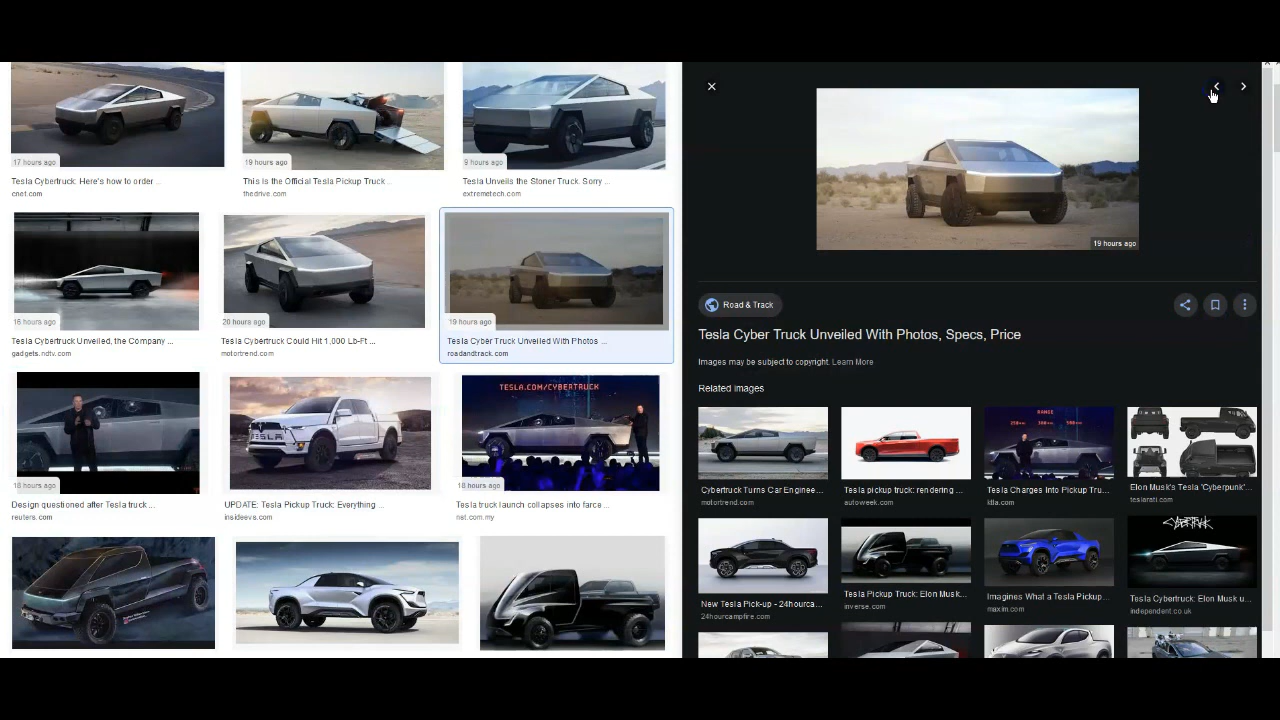 17 hours ago
19 hours ago
9 hours ago
Tesla Cybertruck: Here's how to order ...
This Is the Official Tesla Pickup Truck ...
Tesla Unveils the Stoner Truck. Sorry ...
cnet.com
thedrive.com
extremetech.com
16 hours ago
20 hours ago
19 hours ago
Tesla Cybertruck Unveiled, the Company ...
Tesla Cybertruck Could Hit 1,000 Lb-Ft ...
Tesla Cyber Truck Unveiled With Photos ...
gadgets.ndtv.com
motortrend.com
roadandtrack.com
TESLA.COM/CYBERTRUCK
TESLA
18 hours ago
18 hours ago
Design questioned after Tesla truck ...
UPDATE: Tesla Pickup Truck: Everything ...
Tesla truck launch collapses into farce ...
reuters.com
insideevs.com
nst.com.my
19 hours ago
Road & Track
Tesla Cyber Truck Unveiled With Photos, Specs, Price
Images may be subject to copyright. Learn More
Related images
RANGE
Cybertruck Turns Car Enginee...
Tesla pickup truck: rendering ...
Tesla Charges Into Pickup Tru...
Elon Musk's Tesla 'Cyberpunk'...
motortrend.com
autoweek.com
ktla.com
teslarati.com
CYBERTRUCK
New Tesla Pick-up - 24hourca...
Tesla Pickup Truck: Elon Musk...
Imagines What a Tesla Pickup...
Tesla Cybertruck: Elon Musk u...
24hourcampfire.com
inverse.com
maxim.com
independent.co.uk